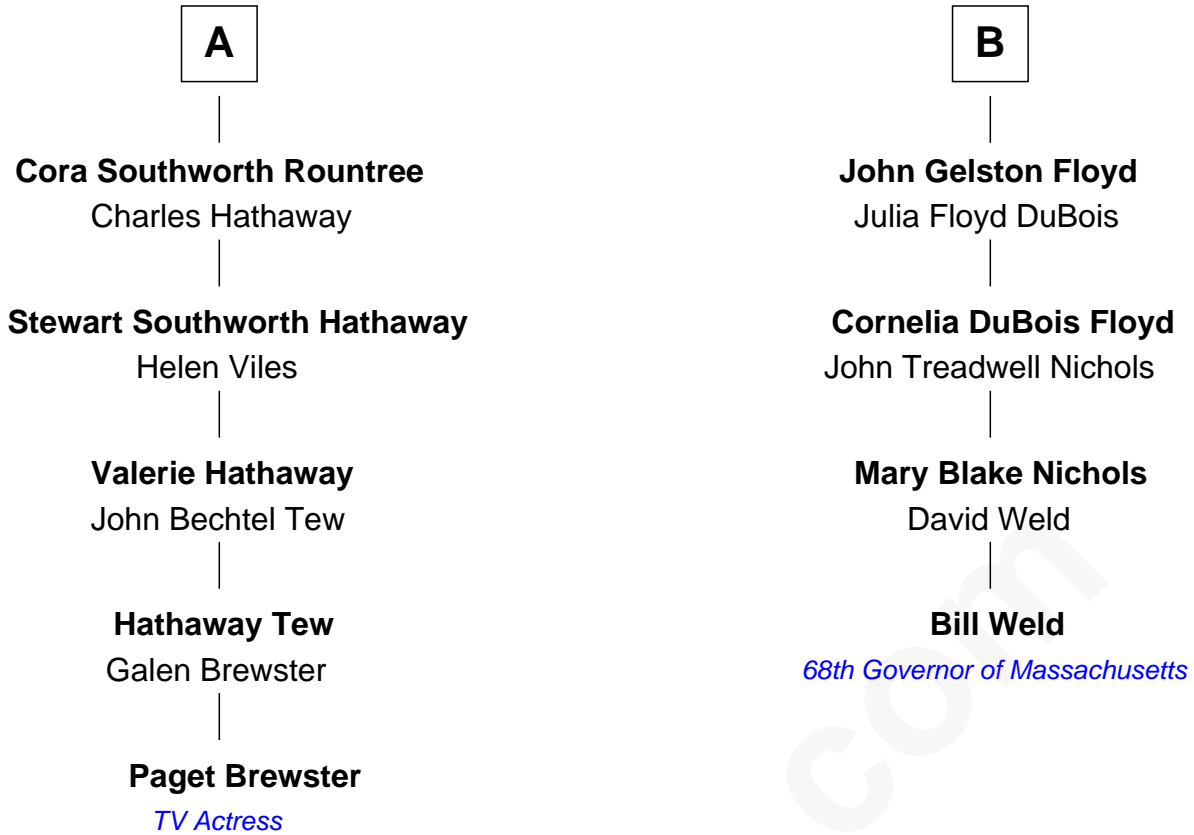 A
Cora Southworth Rountree
Charles Hathaway
Stewart Southworth Hathaway
Helen Viles
Valerie Hathaway
John Bechtel Tew
Hathaway Tew
Galen Brewster
Paget Brewster
TV Actress
B
John Gelston Floyd
Julia Floyd DuBois
Cornelia DuBois Floyd
John Treadwell Nichols
Mary Blake Nichols
David Weld
Bill Weld
68th Governor of Massachusetts
com